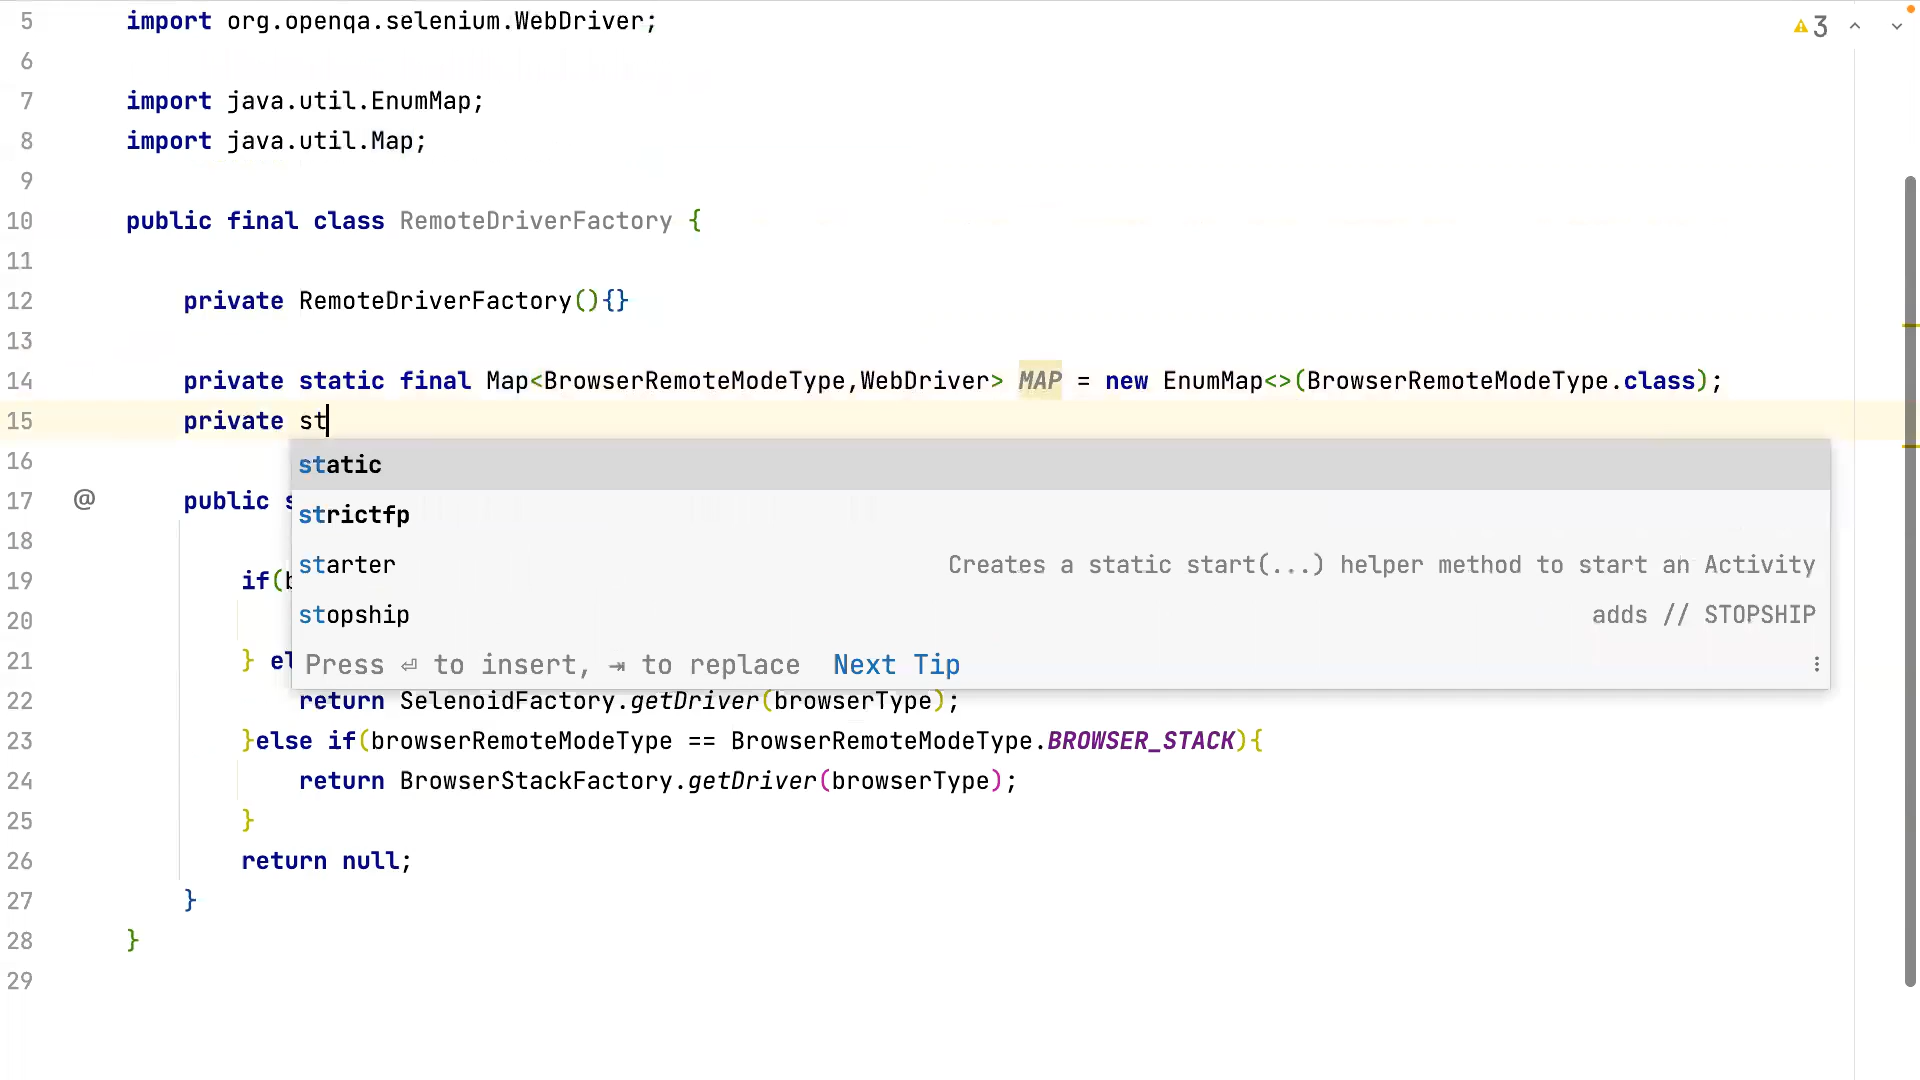 5 import org.openqa.selenium.WebDriver;
3
6
7 import java.util.EnumMap;
8 import java.util.Map;
9
10 public final class RemoteDriverFactory {
11
12 private RemoteDriverFactory(){}
13
14 private static final Map<BrowserRemoteModeType,WebDriver> MAP = new EnumMap<>(BrowserRemoteModeType.class);
15 private st
16 static
17 @ public s
strictfp
18
starter Creates a static start(...) helper method to start an Activity
19 if(b
20 stopship adds // STOPSHIP
21 } el
Press ⏎ to insert, ⇥ to replace Next Tip
22 return SelenoidFactory.getDriver(browserType);
23 }else if(browserRemoteModeType == BrowserRemoteModeType.BROWSER_STACK){
24 return BrowserStackFactory.getDriver(browserType);
25 }
26 return null;
27 }
28 }
29